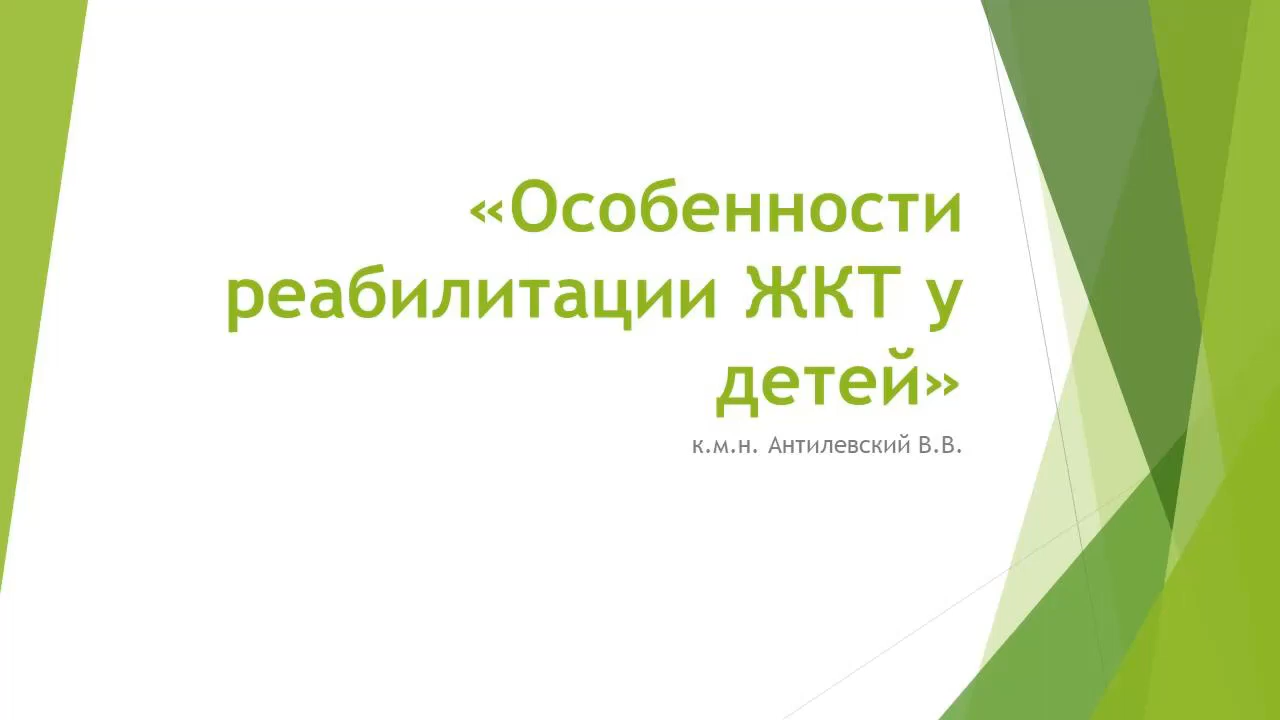 «Особенности
реабилитации ЖКТ у
детей»
к.м.н. Антилевский В.В.